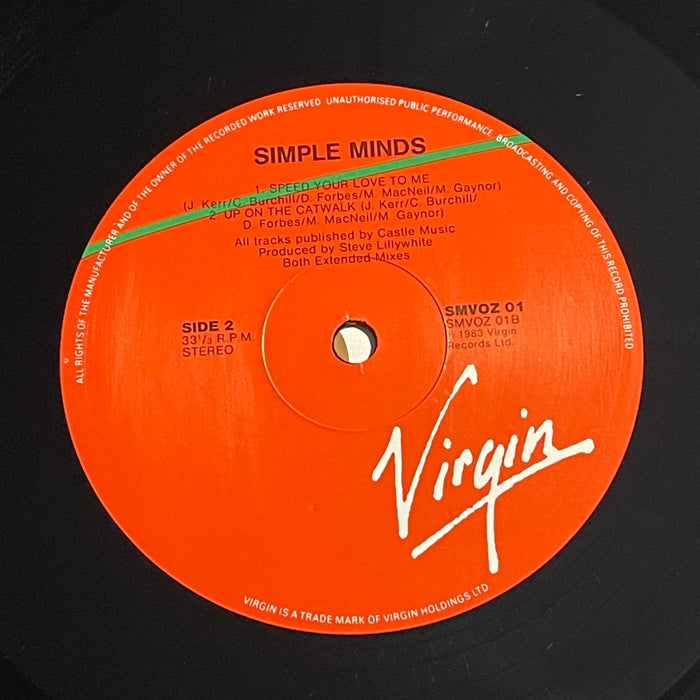 ALL RIGHTS OF THE MANUFACTURER AND OF THE OWNER OF THE RECORDED WORK RESERVED UNAUTHORISED PUBLIC PERFORMANCE, BROADCASTING AND COPYING OF THIS RECORD PROHIBITED
SIMPLE MINDS
1. SPEED YOUR LOVE TO ME
(J. Kerr/C. Burchill/D. Forbes/M. MacNeil/M. Gaynor)
2. UP ON THE CATWALK (J. Kerr/C. Burchill/
D. Forbes/M. MacNeil/M. Gaynor)
All tracks published by Castle Music
Produced by Steve Lillywhite
Both Extended Mixes
SIDE 2
33⅓ R.P.M.
STEREO
SMVOZ 01
SMVOZ 01B
℗ 1983 Virgin
Records Ltd.
Virgin
VIRGIN IS A TRADE MARK OF VIRGIN HOLDINGS LTD